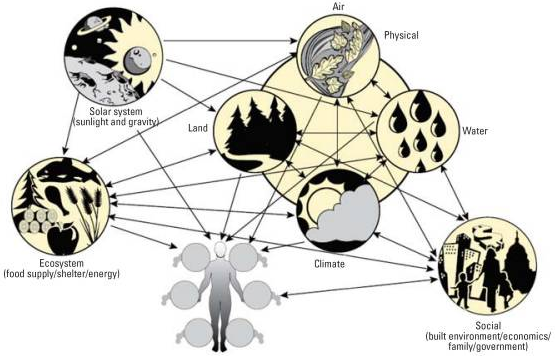 Air
Physical
Solar system
(sunlight and gravity)
Land
Water
Ecosystem
(food supply/shelter/energy)
Climate
Social
(built environment/economics/
family/government)